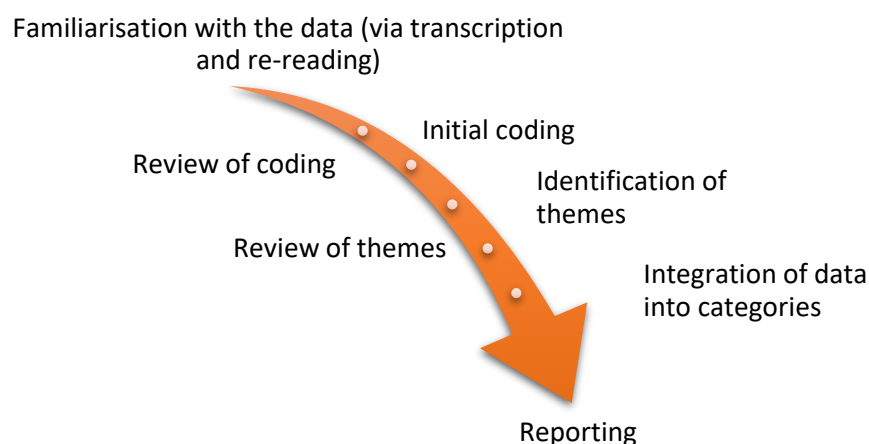 Familiarisation with the data (via transcription
and re-reading)
Initial coding
Review of coding
Identification of
themes
Review of themes
Integration of data
into categories
Reporting